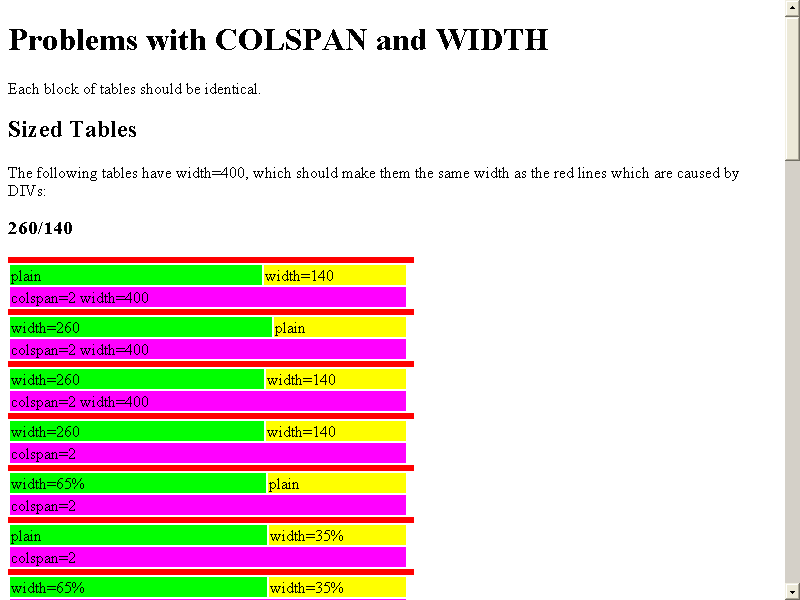 Problems with COLSPAN and WIDTH
Each block of tables should be identical.
Sized Tables
The following tables have width=400, which should make them the same width as the red lines which are caused by
DIVs:
260/140
plain width=140
colspan=2 width=400
width=260 plain
colspan=2 width=400
width=260 width=140
colspan=2 width=400
width=260 width=140
colspan=2
width=65% plain
colspan=2
plain width=35%
colspan=2
width=65% width=35%